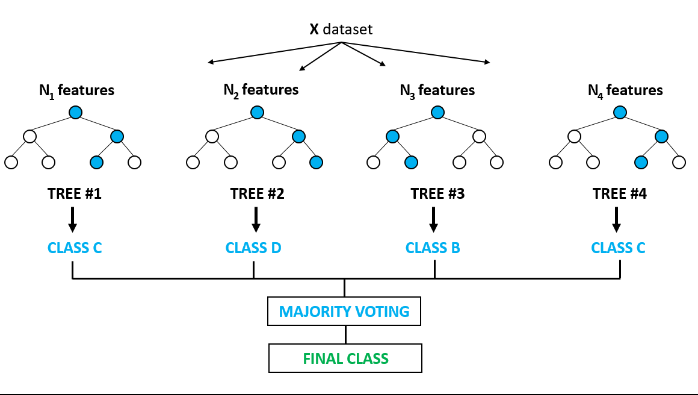 X dataset
N1 features
N2 features
N3 features
N4 features
TREE #1
TREE #2
TREE #3
TREE #4
CLASS C
CLASS D
CLASS B
CLASS C
MAJORITY VOTING
FINAL CLASS